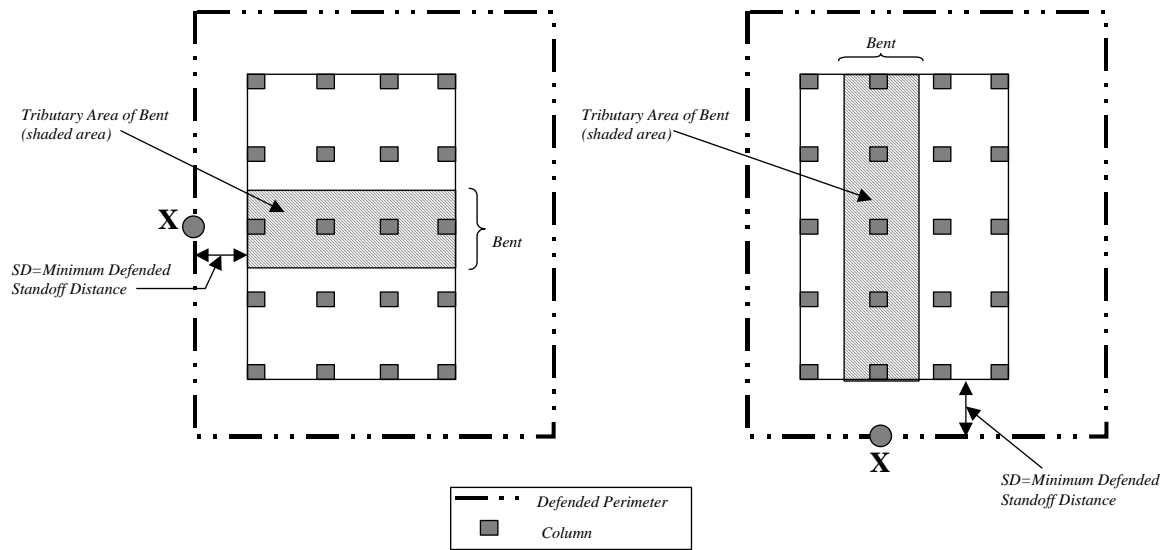 Tributary Area of Bent
(shaded area)
X
SD=Minimum Defended
Standoff Distance
Bent
Bent
Tributary Area of Bent
(shaded area)
X
SD=Minimum Defended
Standoff Distance
Defended Perimeter
Column